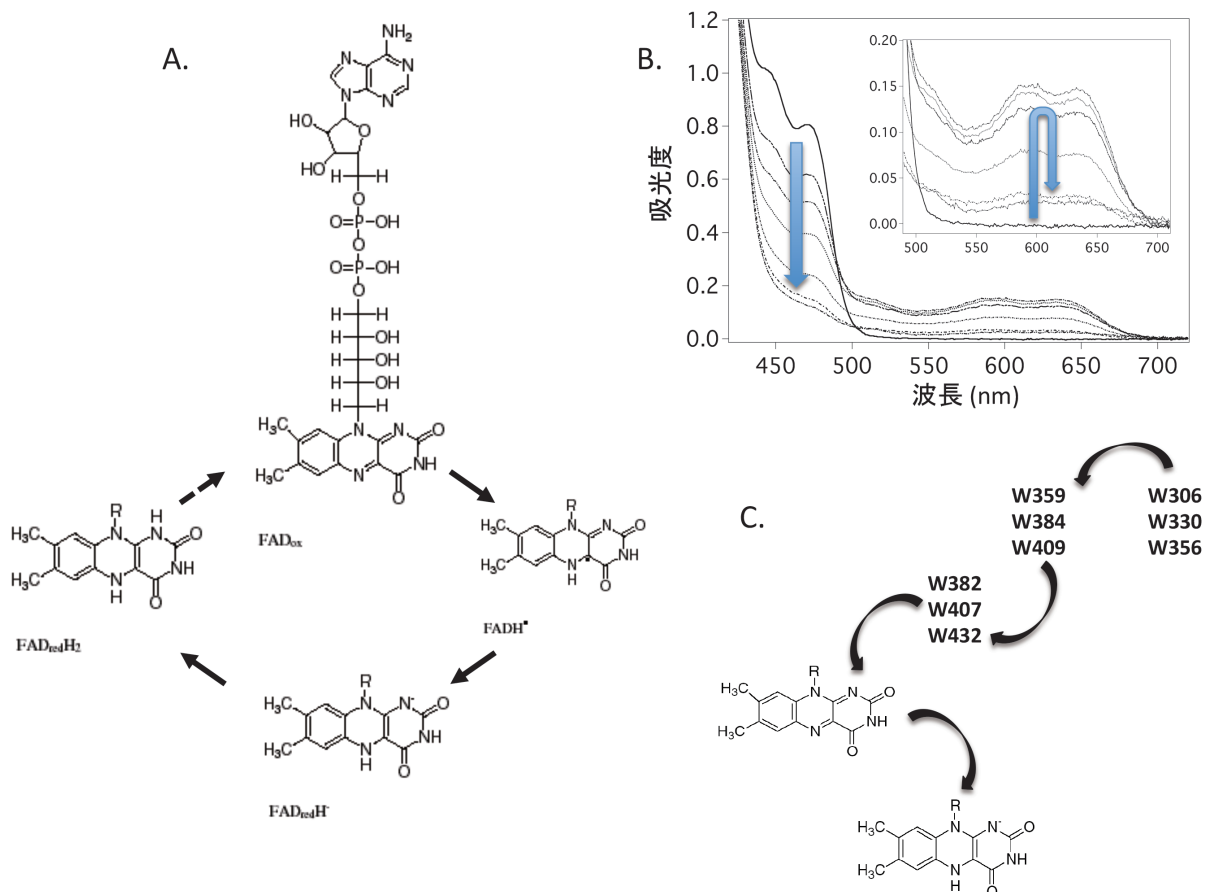 A.
NH2
N
N
N
N
HO
O
HO
H H
O
O=P-OH
O
O=P-OH
O
H H
H OH
H OH
H OH
H H
H3C
N
N
O
H3C
N
NH
O
FADox
R
H3C
N
N
O
H3C
N
H
NH
O
FADH■
R
H3C
N
N-
O
H3C
N
H
NH
O
FADredH-
R
H
H3C
N
N
O
H3C
N
H
NH
O
FADredH2
B.
吸光度
1.2
1.0
0.8
0.6
0.4
0.2
0.0
450 500 550 600 650 700
波長 (nm)
0.20
0.15
0.10
0.05
0.00
500 550 600 650 700
C.
W359 W306
W384 W330
W409 W356
W382
W407
W432
R
H3C
N
N
O
H3C
N
NH
O
R
H3C
N
N-
O
H3C
N
H
NH
O